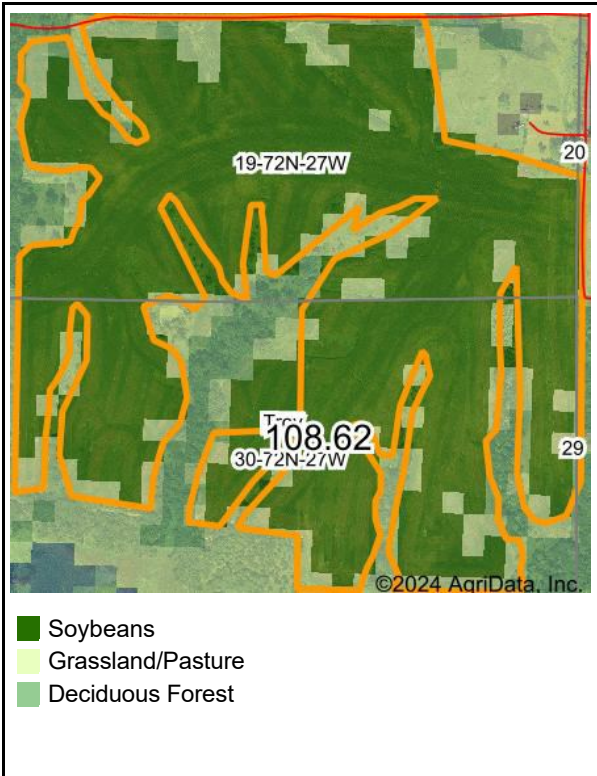 20
19-72N-27W
108.62
30-72N-27W
29
©2024 AgriData, Inc.
Soybeans
Grassland/Pasture
Deciduous Forest